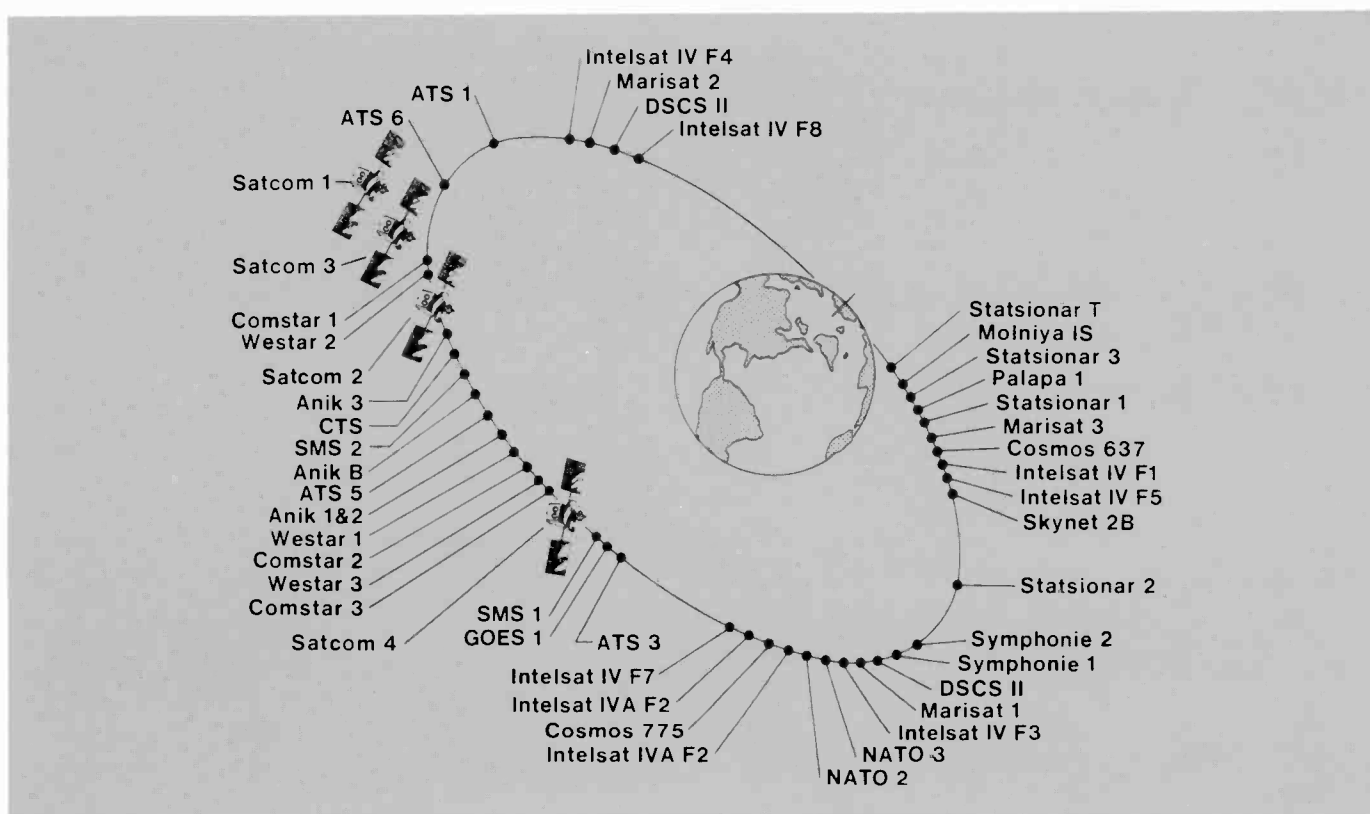 Intelsat IV F4
Marisat 2
DSCS II
Intelsat IV F8
ATS 1
ATS 6
Satcom 1
Satcom 3
Comstar 1
Westar 2
Satcom 2
Anik 3
CTS
SMS 2
Anik B
ATS 5
Anik 1&2
Westar 1
Comstar 2
Westar 3
Comstar 3
Satcom 4
SMS 1
GOES 1
ATS 3
Intelsat IV F7
Intelsat IVA F2
Cosmos 775
Intelsat IVA F2
Statsionar T
Molniya IS
Statsionar 3
Palapa 1
Statsionar 1
Marisat 3
Cosmos 637
Intelsat IV F1
Intelsat IV F5
Skynet 2B
Statsionar 2
Symphonie 2
Symphonie 1
DSCS II
Marisat 1
Intelsat IV F3
NATO 3
NATO 2